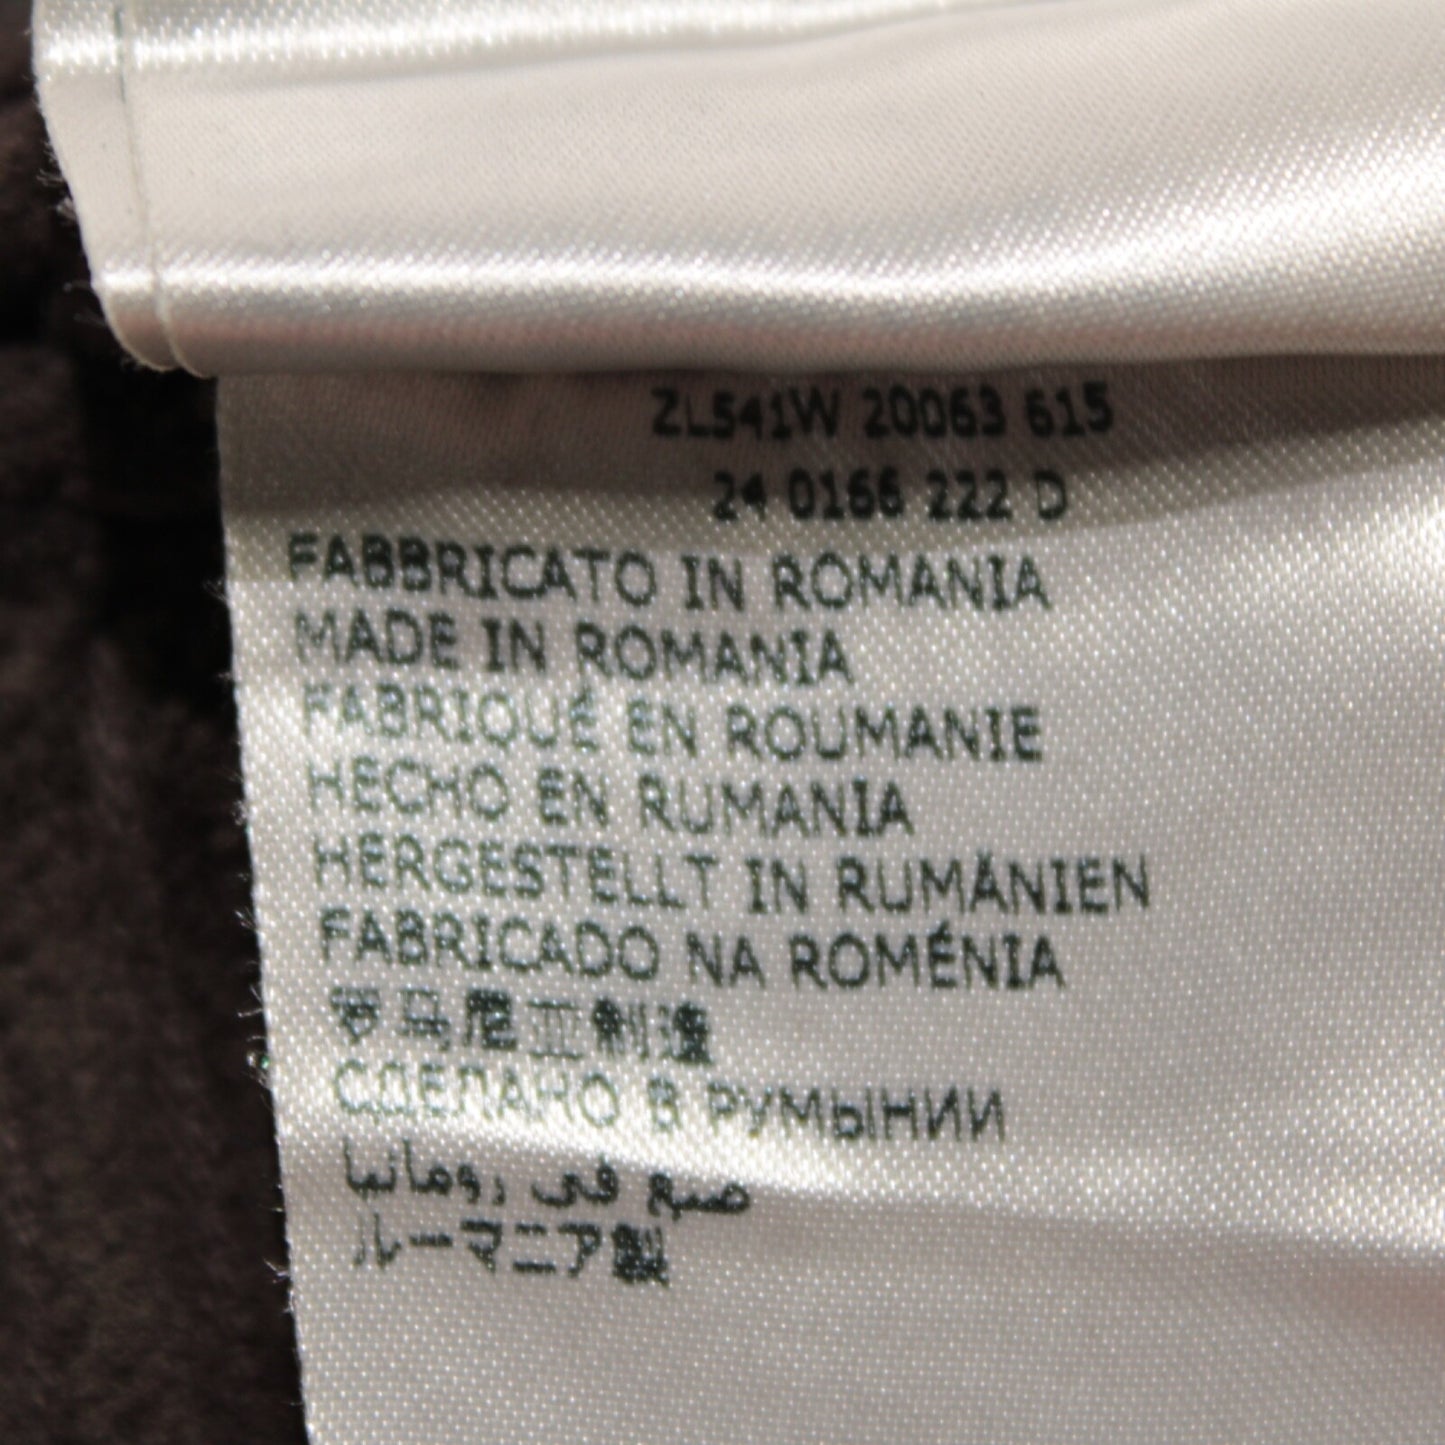 ZL541W 20063 615
24 0166 222 D
FABBRICATO IN ROMANIA
MADE IN ROMANIA
FABRIQUÉ EN ROUMANIE
HECHO EN RUMANIA
HERGESTELLT IN RUMÄNIEN
FABRICADO NA ROMÉNIA
罗马尼亚制造
СДЕЛАНО В РУМЫНИИ
صنع في رومانيا
ルーマニア製